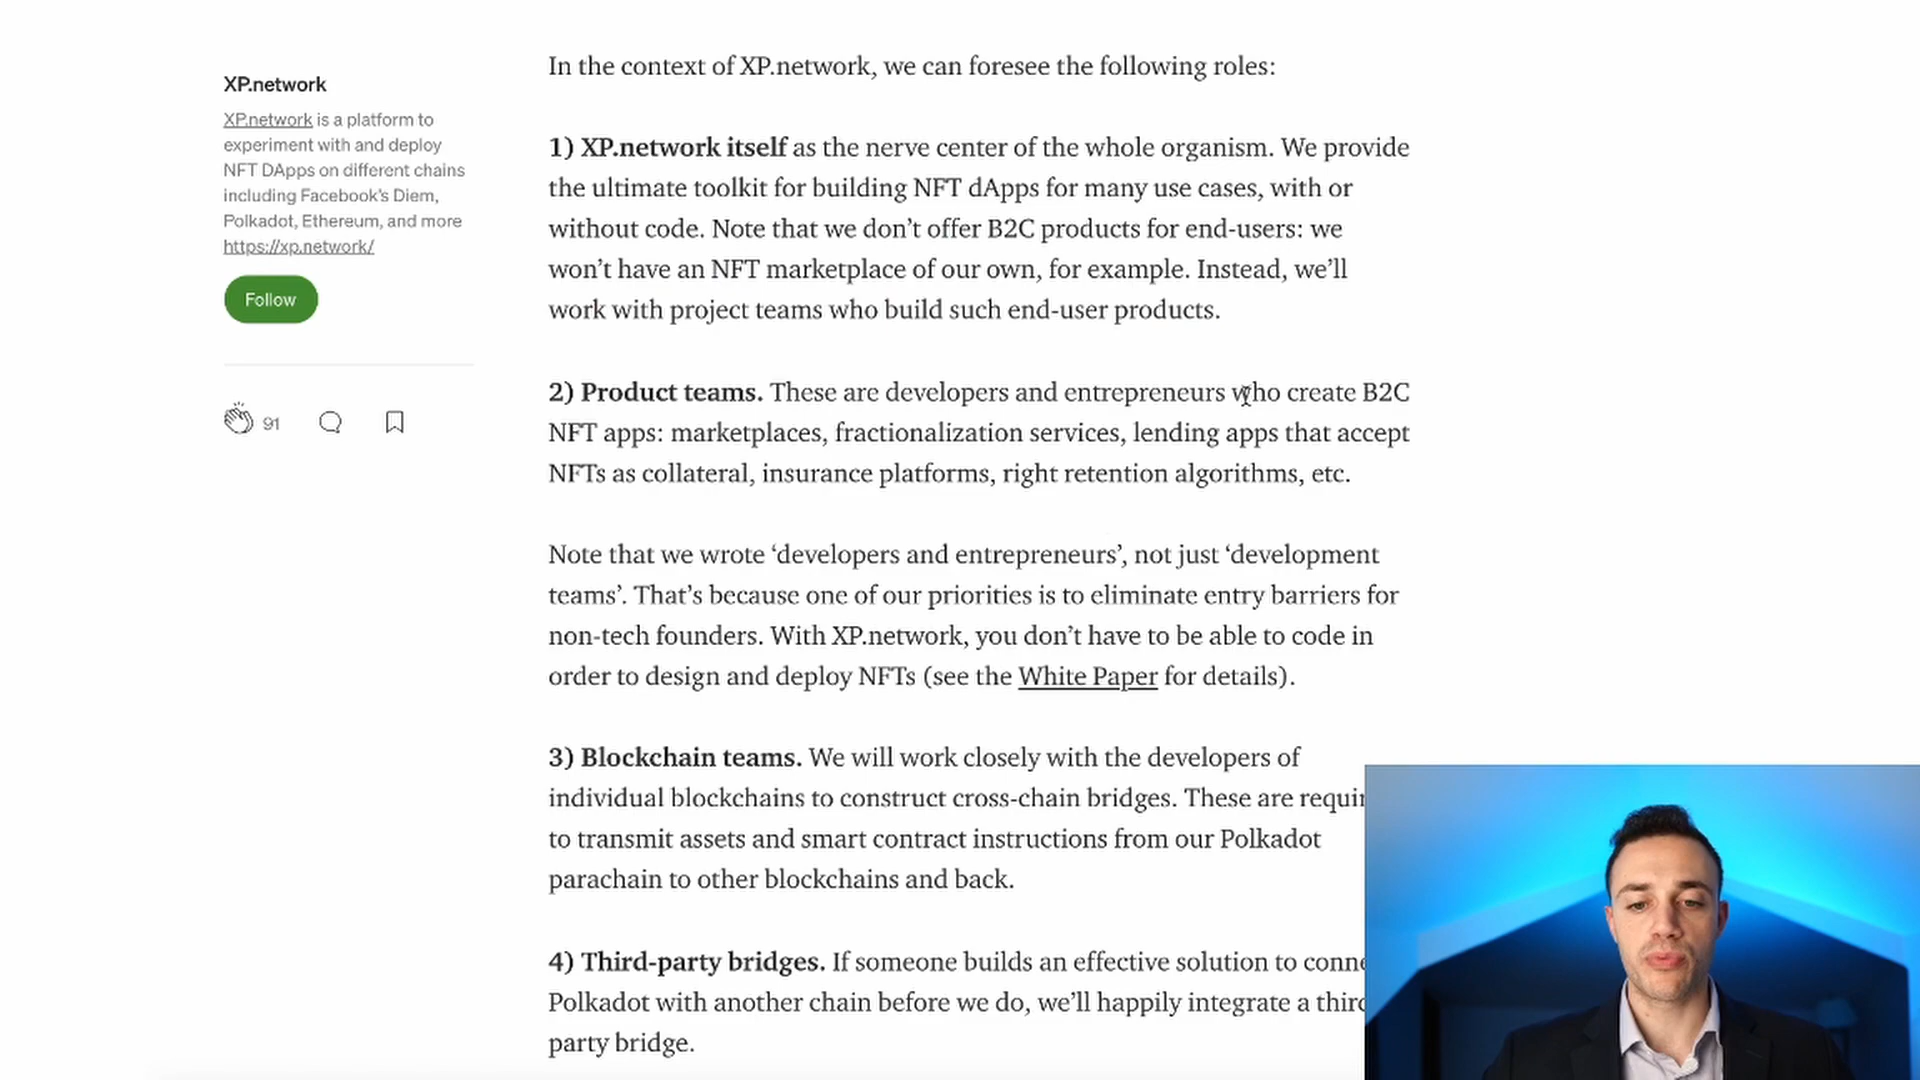 XP.network
XP.network is a platform to
experiment with and deploy
NFT DApps on different chains
including Facebook's Diem,
Polkadot, Ethereum, and more
https://xp.network/
Follow
91
In the context of XP.network, we can foresee the following roles:
1) XP.network itself as the nerve center of the whole organism. We provide
the ultimate toolkit for building NFT dApps for many use cases, with or
without code. Note that we don’t offer B2C products for end-users: we
won’t have an NFT marketplace of our own, for example. Instead, we’ll
work with project teams who build such end-user products.
2) Product teams. These are developers and entrepreneurs who create B2C
NFT apps: marketplaces, fractionalization services, lending apps that accept
NFTs as collateral, insurance platforms, right retention algorithms, etc.
Note that we wrote ‘developers and entrepreneurs’, not just ‘development
teams’. That’s because one of our priorities is to eliminate entry barriers for
non-tech founders. With XP.network, you don’t have to be able to code in
order to design and deploy NFTs (see the White Paper for details).
3) Blockchain teams. We will work closely with the developers of
individual blockchains to construct cross-chain bridges. These are
to transmit assets and smart contract instructions from our Polkadot
parachain to other blockchains and back.
4) Third-party bridges. If someone builds an effective solution to
Polkadot with another chain before we do, we’ll happily integrate a
party bridge.